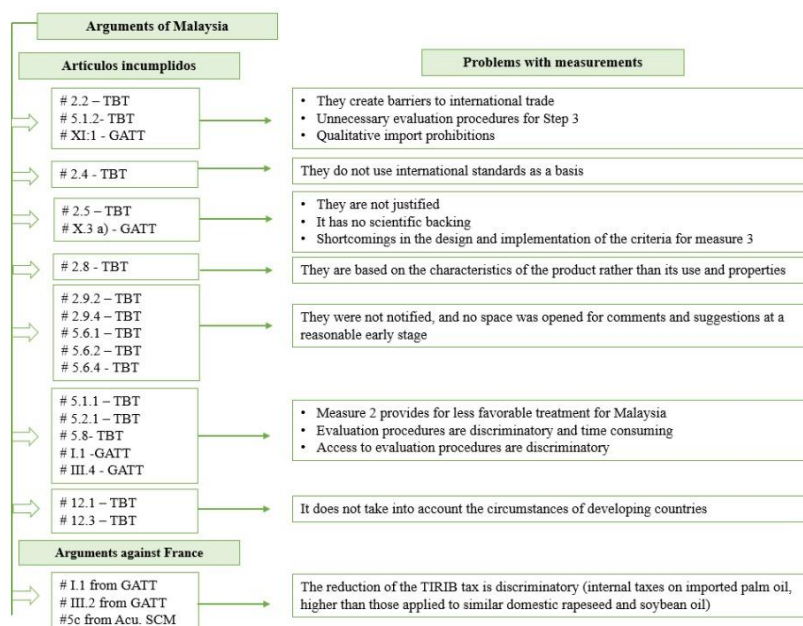 Arguments of Malaysia
Artículos incumplidos
Problems with measurements
# 2.2 – TBT
# 5.1.2- TBT
# XI:1 - GATT
• They create barriers to international trade
• Unnecessary evaluation procedures for Step 3
• Qualitative import prohibitions
# 2.4 - TBT
They do not use international standards as a basis
# 2.5 – TBT
# X.3 a) - GATT
• They are not justified
• It has no scientific backing
• Shortcomings in the design and implementation of the criteria for measure 3
# 2.8 - TBT
They are based on the characteristics of the product rather than its use and properties
# 2.9.2 – TBT
# 2.9.4 – TBT
# 5.6.1 – TBT
# 5.6.2 – TBT
# 5.6.4 - TBT
They were not notified, and no space was opened for comments and suggestions at a
reasonable early stage
# 5.1.1 – TBT
# 5.2.1 – TBT
# 5.8- TBT
# I.1 -GATT
# III.4 - GATT
• Measure 2 provides for less favorable treatment for Malaysia
• Evaluation procedures are discriminatory and time consuming
• Access to evaluation procedures are discriminatory
# 12.1 – TBT
# 12.3 – TBT
It does not take into account the circumstances of developing countries
Arguments against France
# I.1 from GATT
# III.2 from GATT
#5c from Acu. SCM
The reduction of the TIRIB tax is discriminatory (internal taxes on imported palm oil,
higher than those applied to similar domestic rapeseed and soybean oil)